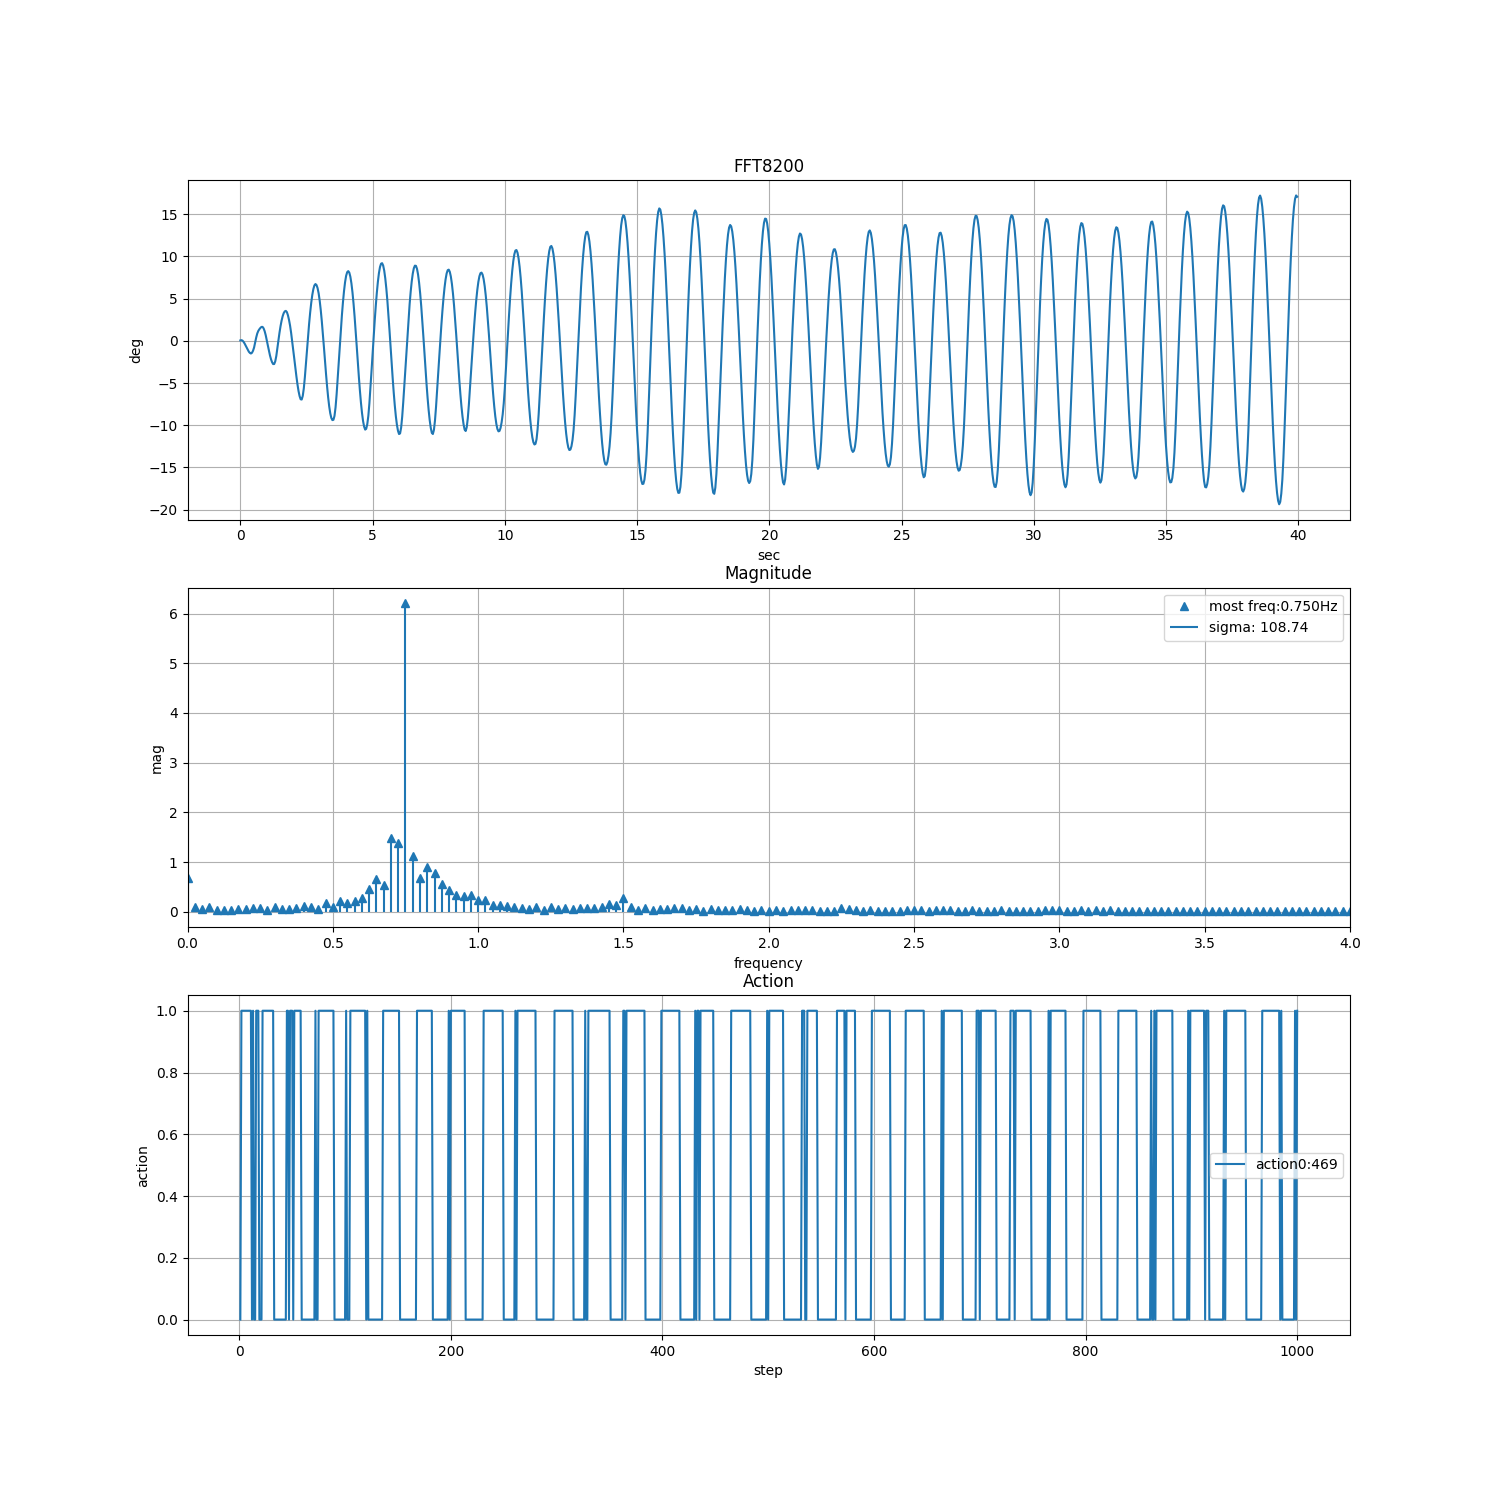 FFT8200
deg
15
10
5
0
−5
−10
−15
−20
0 5 10 15 20 25 30 35 40
sec
Magnitude
mag
6
5
4
3
2
1
0
most freq:0.750Hz
sigma: 108.74
0.0 0.5 1.0 1.5 2.0 2.5 3.0 3.5 4.0
frequency
Action
action
1.0
0.8
0.6
0.4
0.2
0.0
action0:469
0 200 400 600 800 1000
step